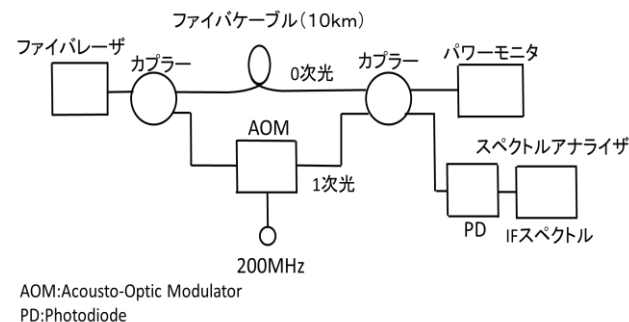 ファイバケーブル(10km)
ファイバレーザ
カプラー
0次光
カプラー
パワーモニタ
AOM
1次光
スペクトルアナライザ
PD
IFスペクトル
200MHz
AOM:Acousto-Optic Modulator
PD:Photodiode